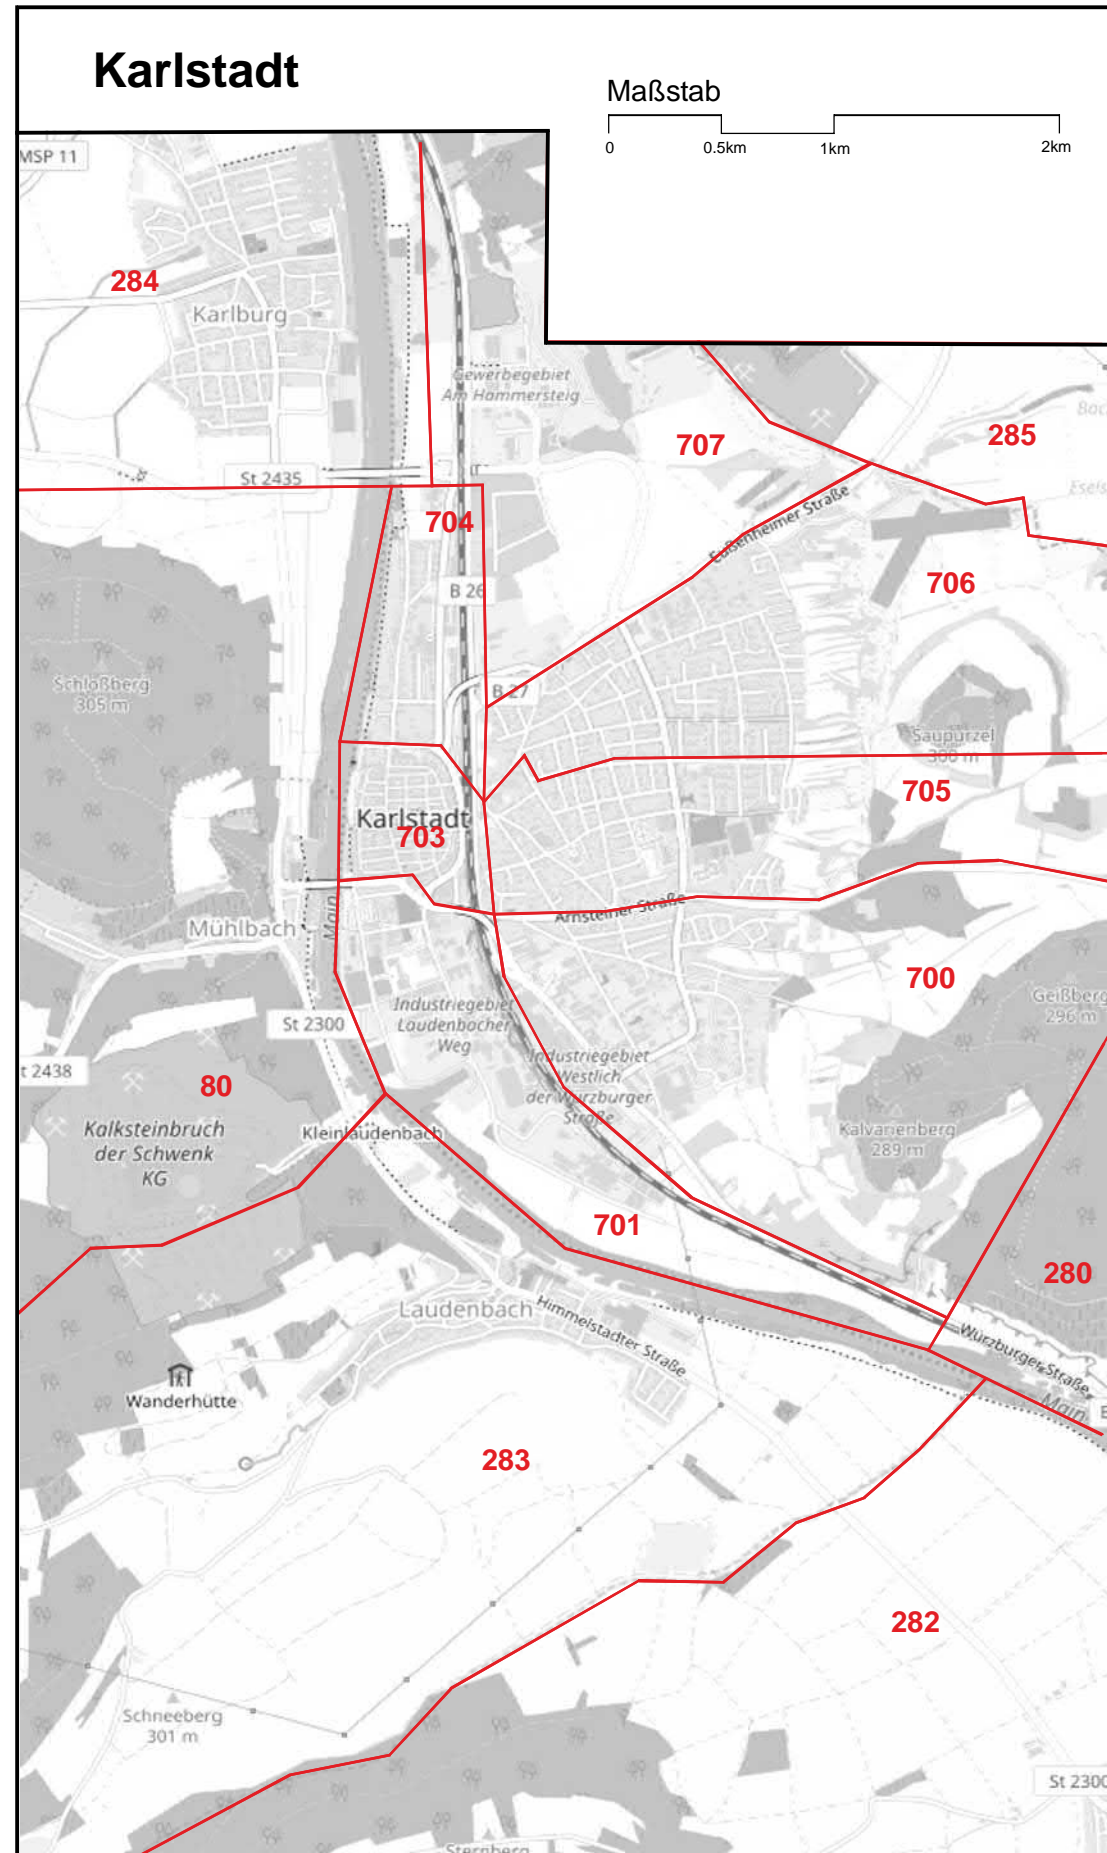 Karlstadt
Maßstab
0
0.5km
1km
2km
MSP 11
284
Karlburg
Gewerbegebiet
Am Hammersteig
707
285
St 2435
704
B 26
Eußenheimer Straße
706
Schloßberg
305 m
B 27
Saupürzel
300 m
705
Karlstadt
703
Arnsteiner Straße
Mühlbach
Main
700
Geißberg
296 m
Industriegebiet
Laudenbacher
Weg
St 2300
Industriegebiet
Westlich
der Würzburger
Straße
t 2438
80
Kalksteinbruch
der Schwenk
KG
Kleinlaudenbach
Kalvarienberg
289 m
701
280
Laudenbach
Himmelstadter Straße
Würzburger Straße
Main
Wanderhütte
283
282
Schneeberg
301 m
St 2300
Sternberg